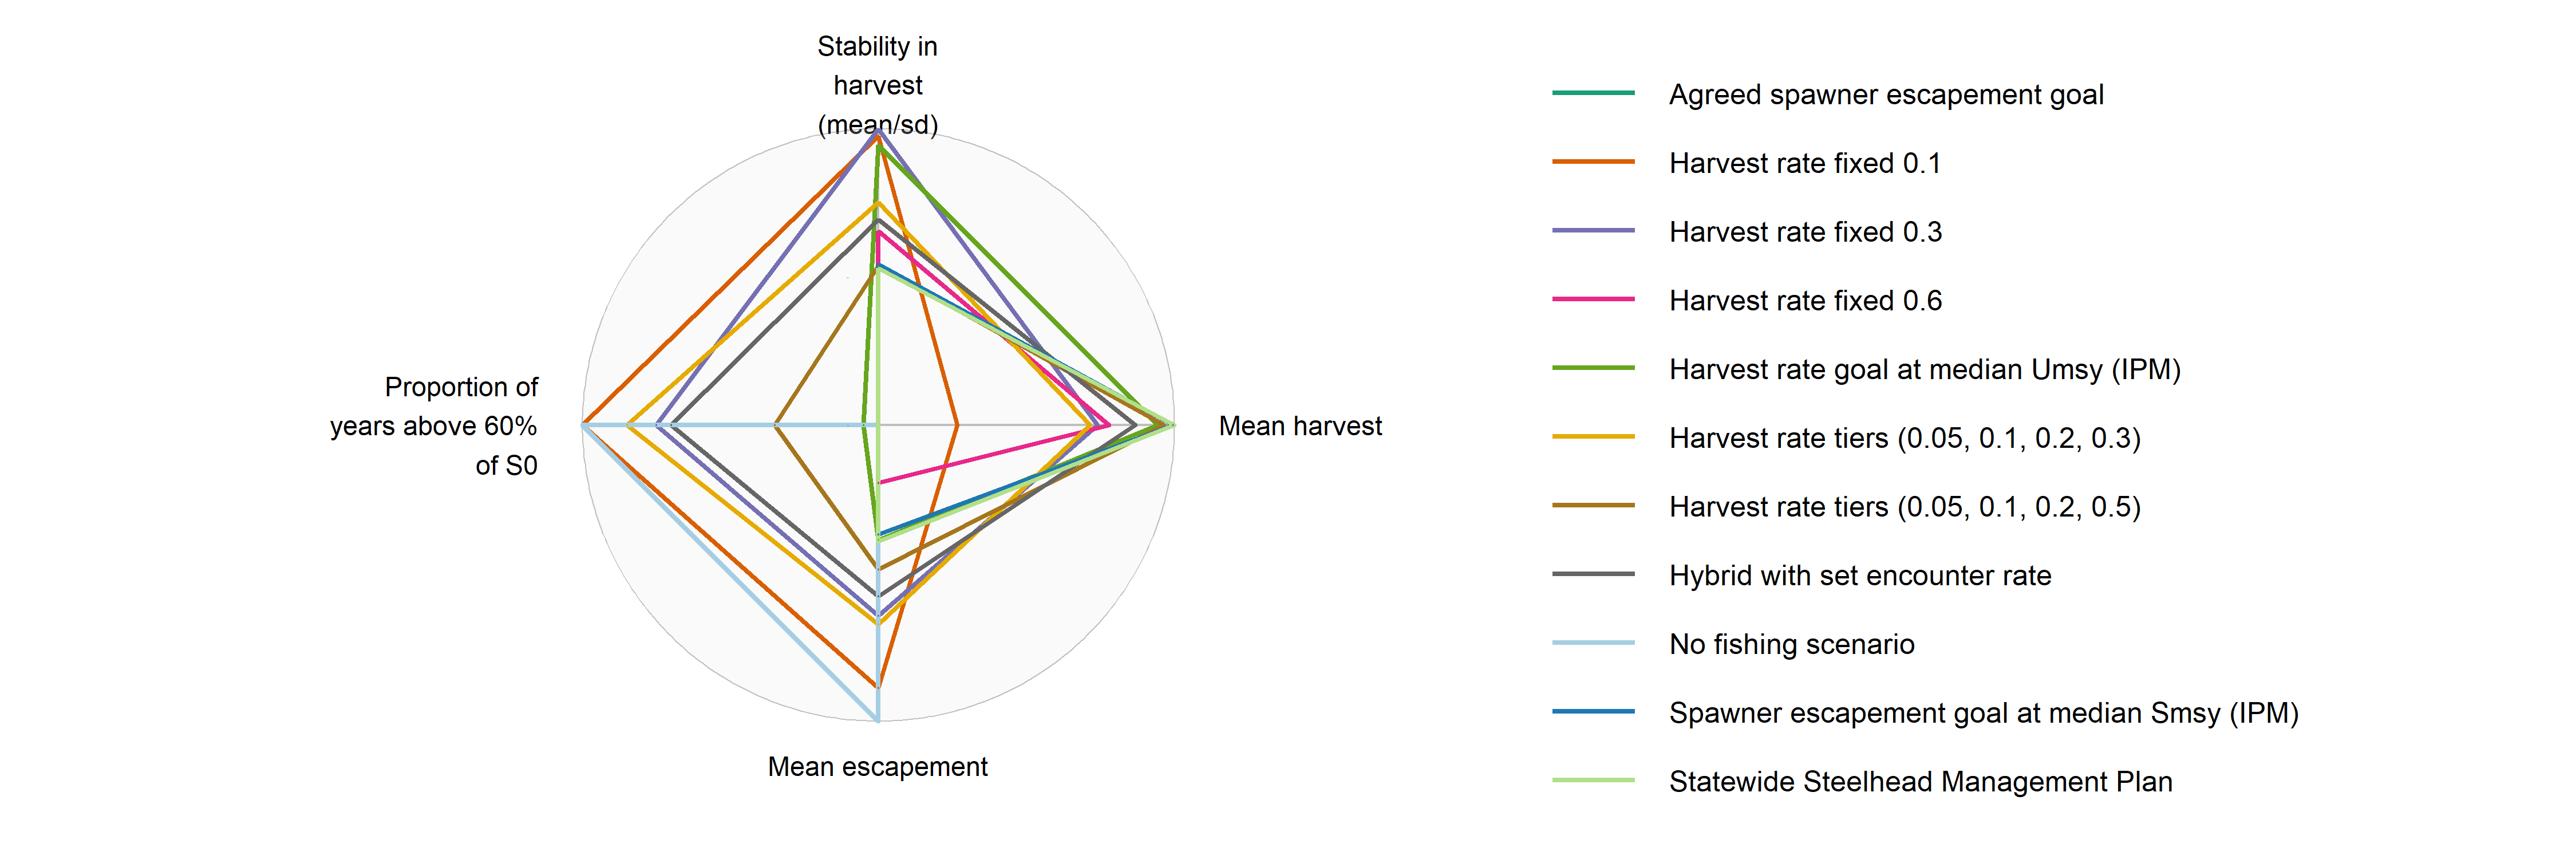 Stability in
harvest
(mean/sd)
Proportion of
years above 60%
of S0
Mean harvest
Mean escapement
Agreed spawner escapement goal
Harvest rate fixed 0.1
Harvest rate fixed 0.3
Harvest rate fixed 0.6
Harvest rate goal at median Umsy (IPM)
Harvest rate tiers (0.05, 0.1, 0.2, 0.3)
Harvest rate tiers (0.05, 0.1, 0.2, 0.5)
Hybrid with set encounter rate
No fishing scenario
Spawner escapement goal at median Smsy (IPM)
Statewide Steelhead Management Plan